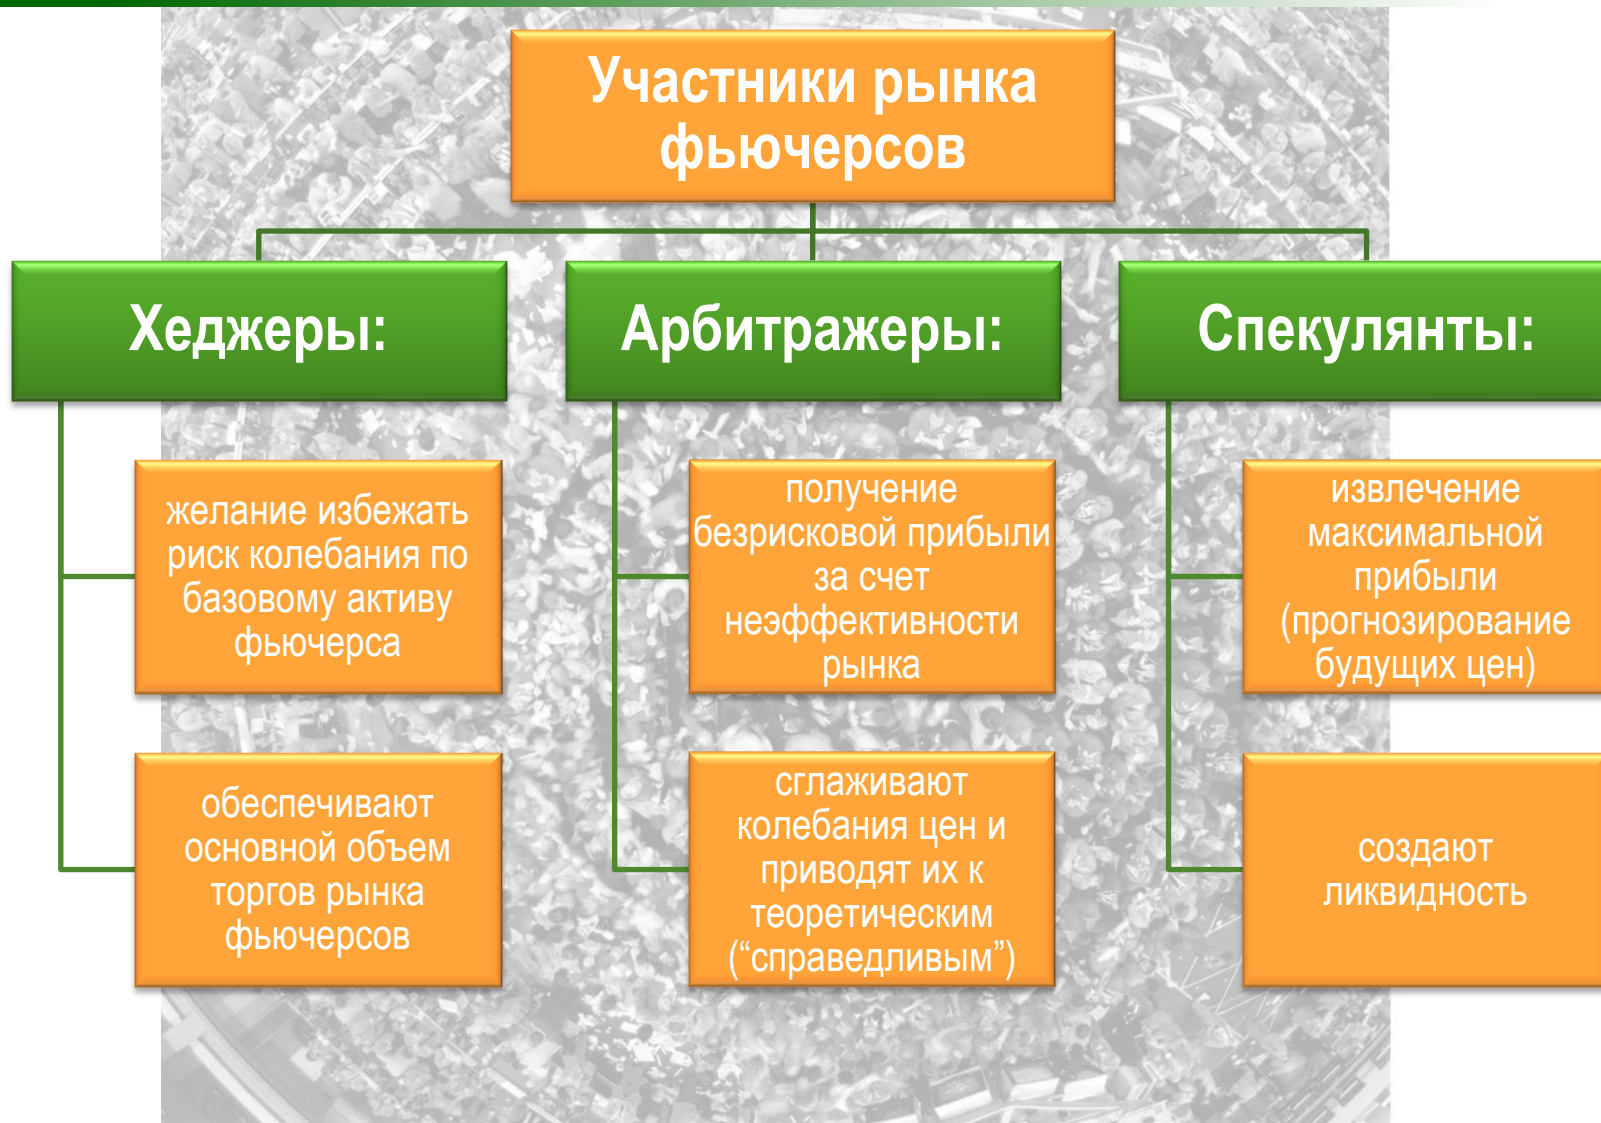 Участники рынка
фьючерсов
Хеджеры:
желание избежать
риск колебания по
базовому активу
фьючерса
обеспечивают
основной объем
торгов рынка
фьючерсов
Арбитражеры:
получение
безрисковой прибыли
за счет
неэффективности
рынка
сглаживают
колебания цен и
приводят их к
теоретическим
(“справедливым”)
Спекулянты:
извлечение
максимальной
прибыли
(прогнозирование
будущих цен)
создают
ликвидность